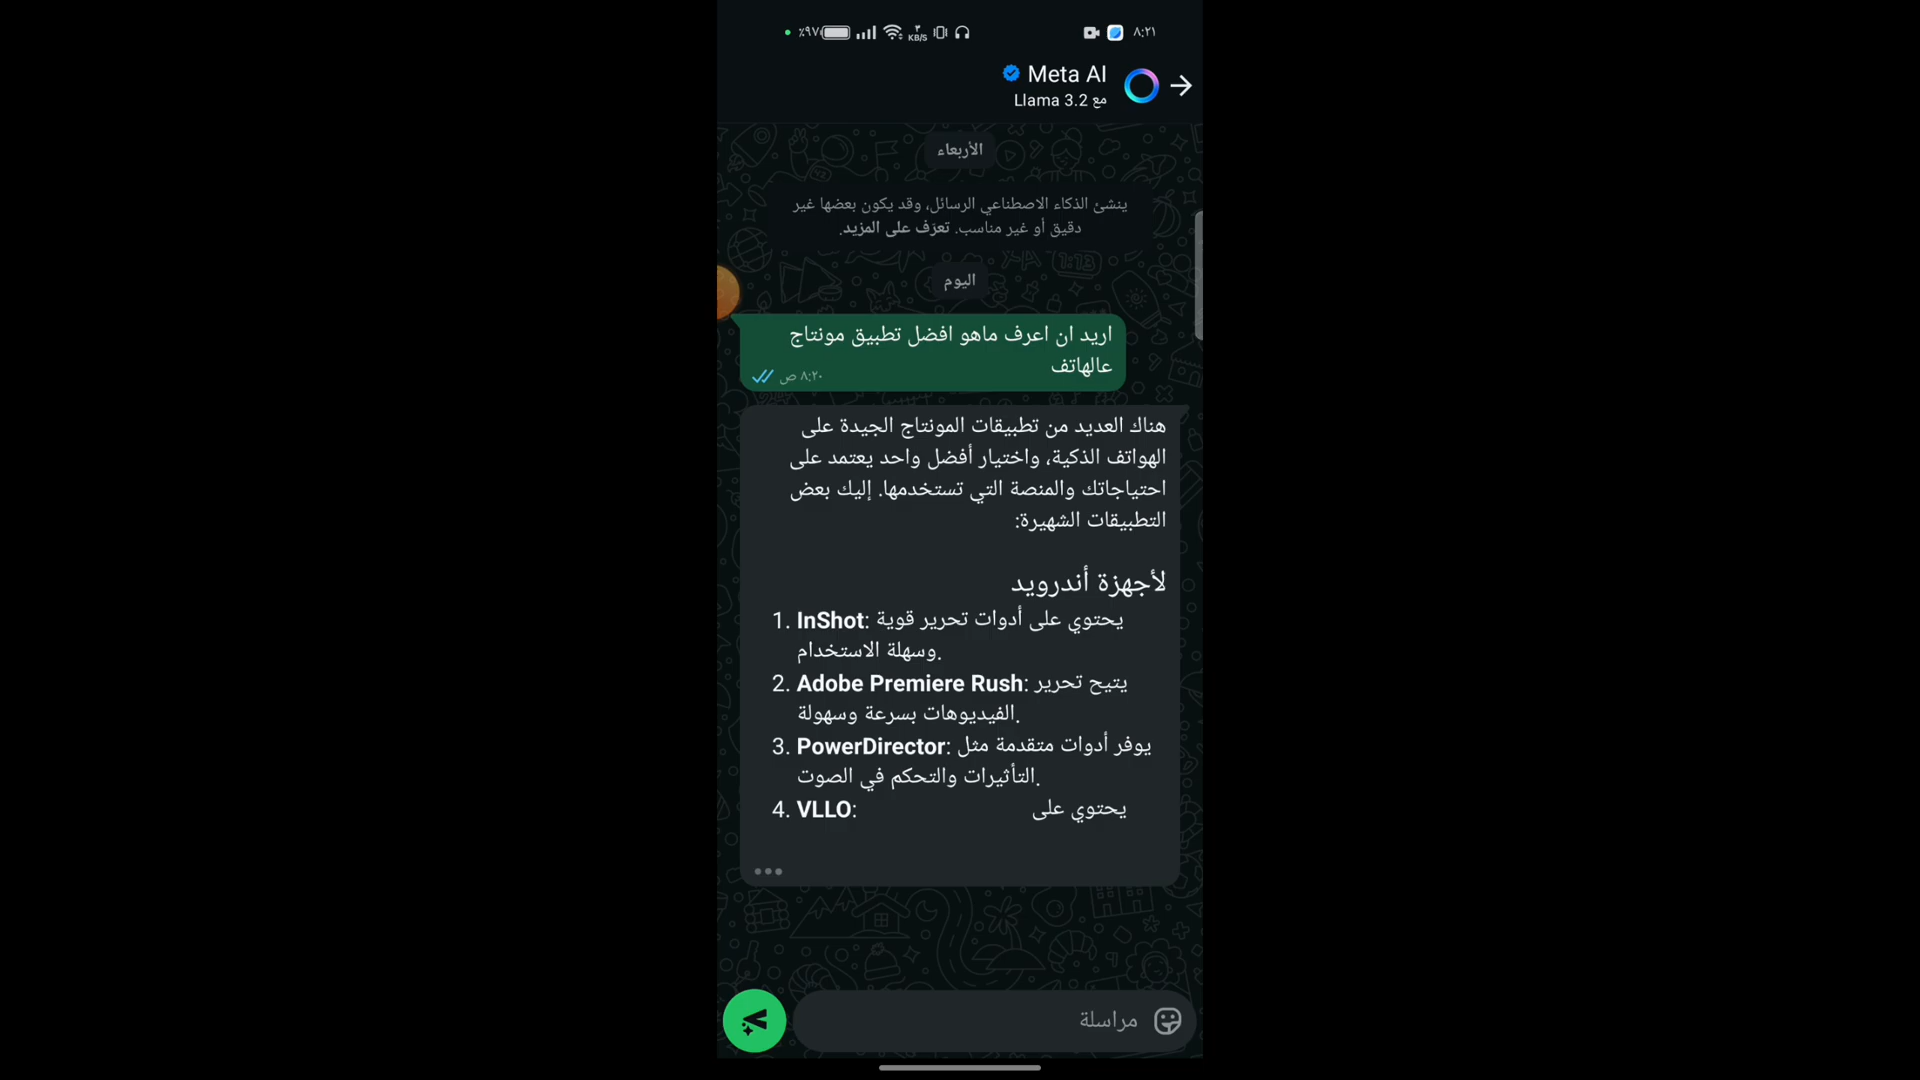 ٪٩٧ ٣ KB/S ٨:٢١
Meta AI
مع Llama 3.2
الأربعاء
ينشئ الذكاء الاصطناعي الرسائل، وقد يكون بعضها غير
دقيق أو غير مناسب. تعرّف على المزيد.
اليوم
اريد ان اعرف ماهو افضل تطبيق مونتاج
عالهاتف
٨:٢٠ ص
هناك العديد من تطبيقات المونتاج الجيدة على
الهواتف الذكية، واختيار أفضل واحد يعتمد على
احتياجاتك والمنصة التي تستخدمها. إليك بعض
التطبيقات الشهيرة:
لأجهزة أندرويد
1. InShot: يحتوي على أدوات تحرير قوية
وسهلة الاستخدام.
2. Adobe Premiere Rush: يتيح تحرير
الفيديوهات بسرعة وسهولة.
3. PowerDirector: يوفر أدوات متقدمة مثل
التأثيرات والتحكم في الصوت.
4. VLLO: يحتوي على
مراسلة